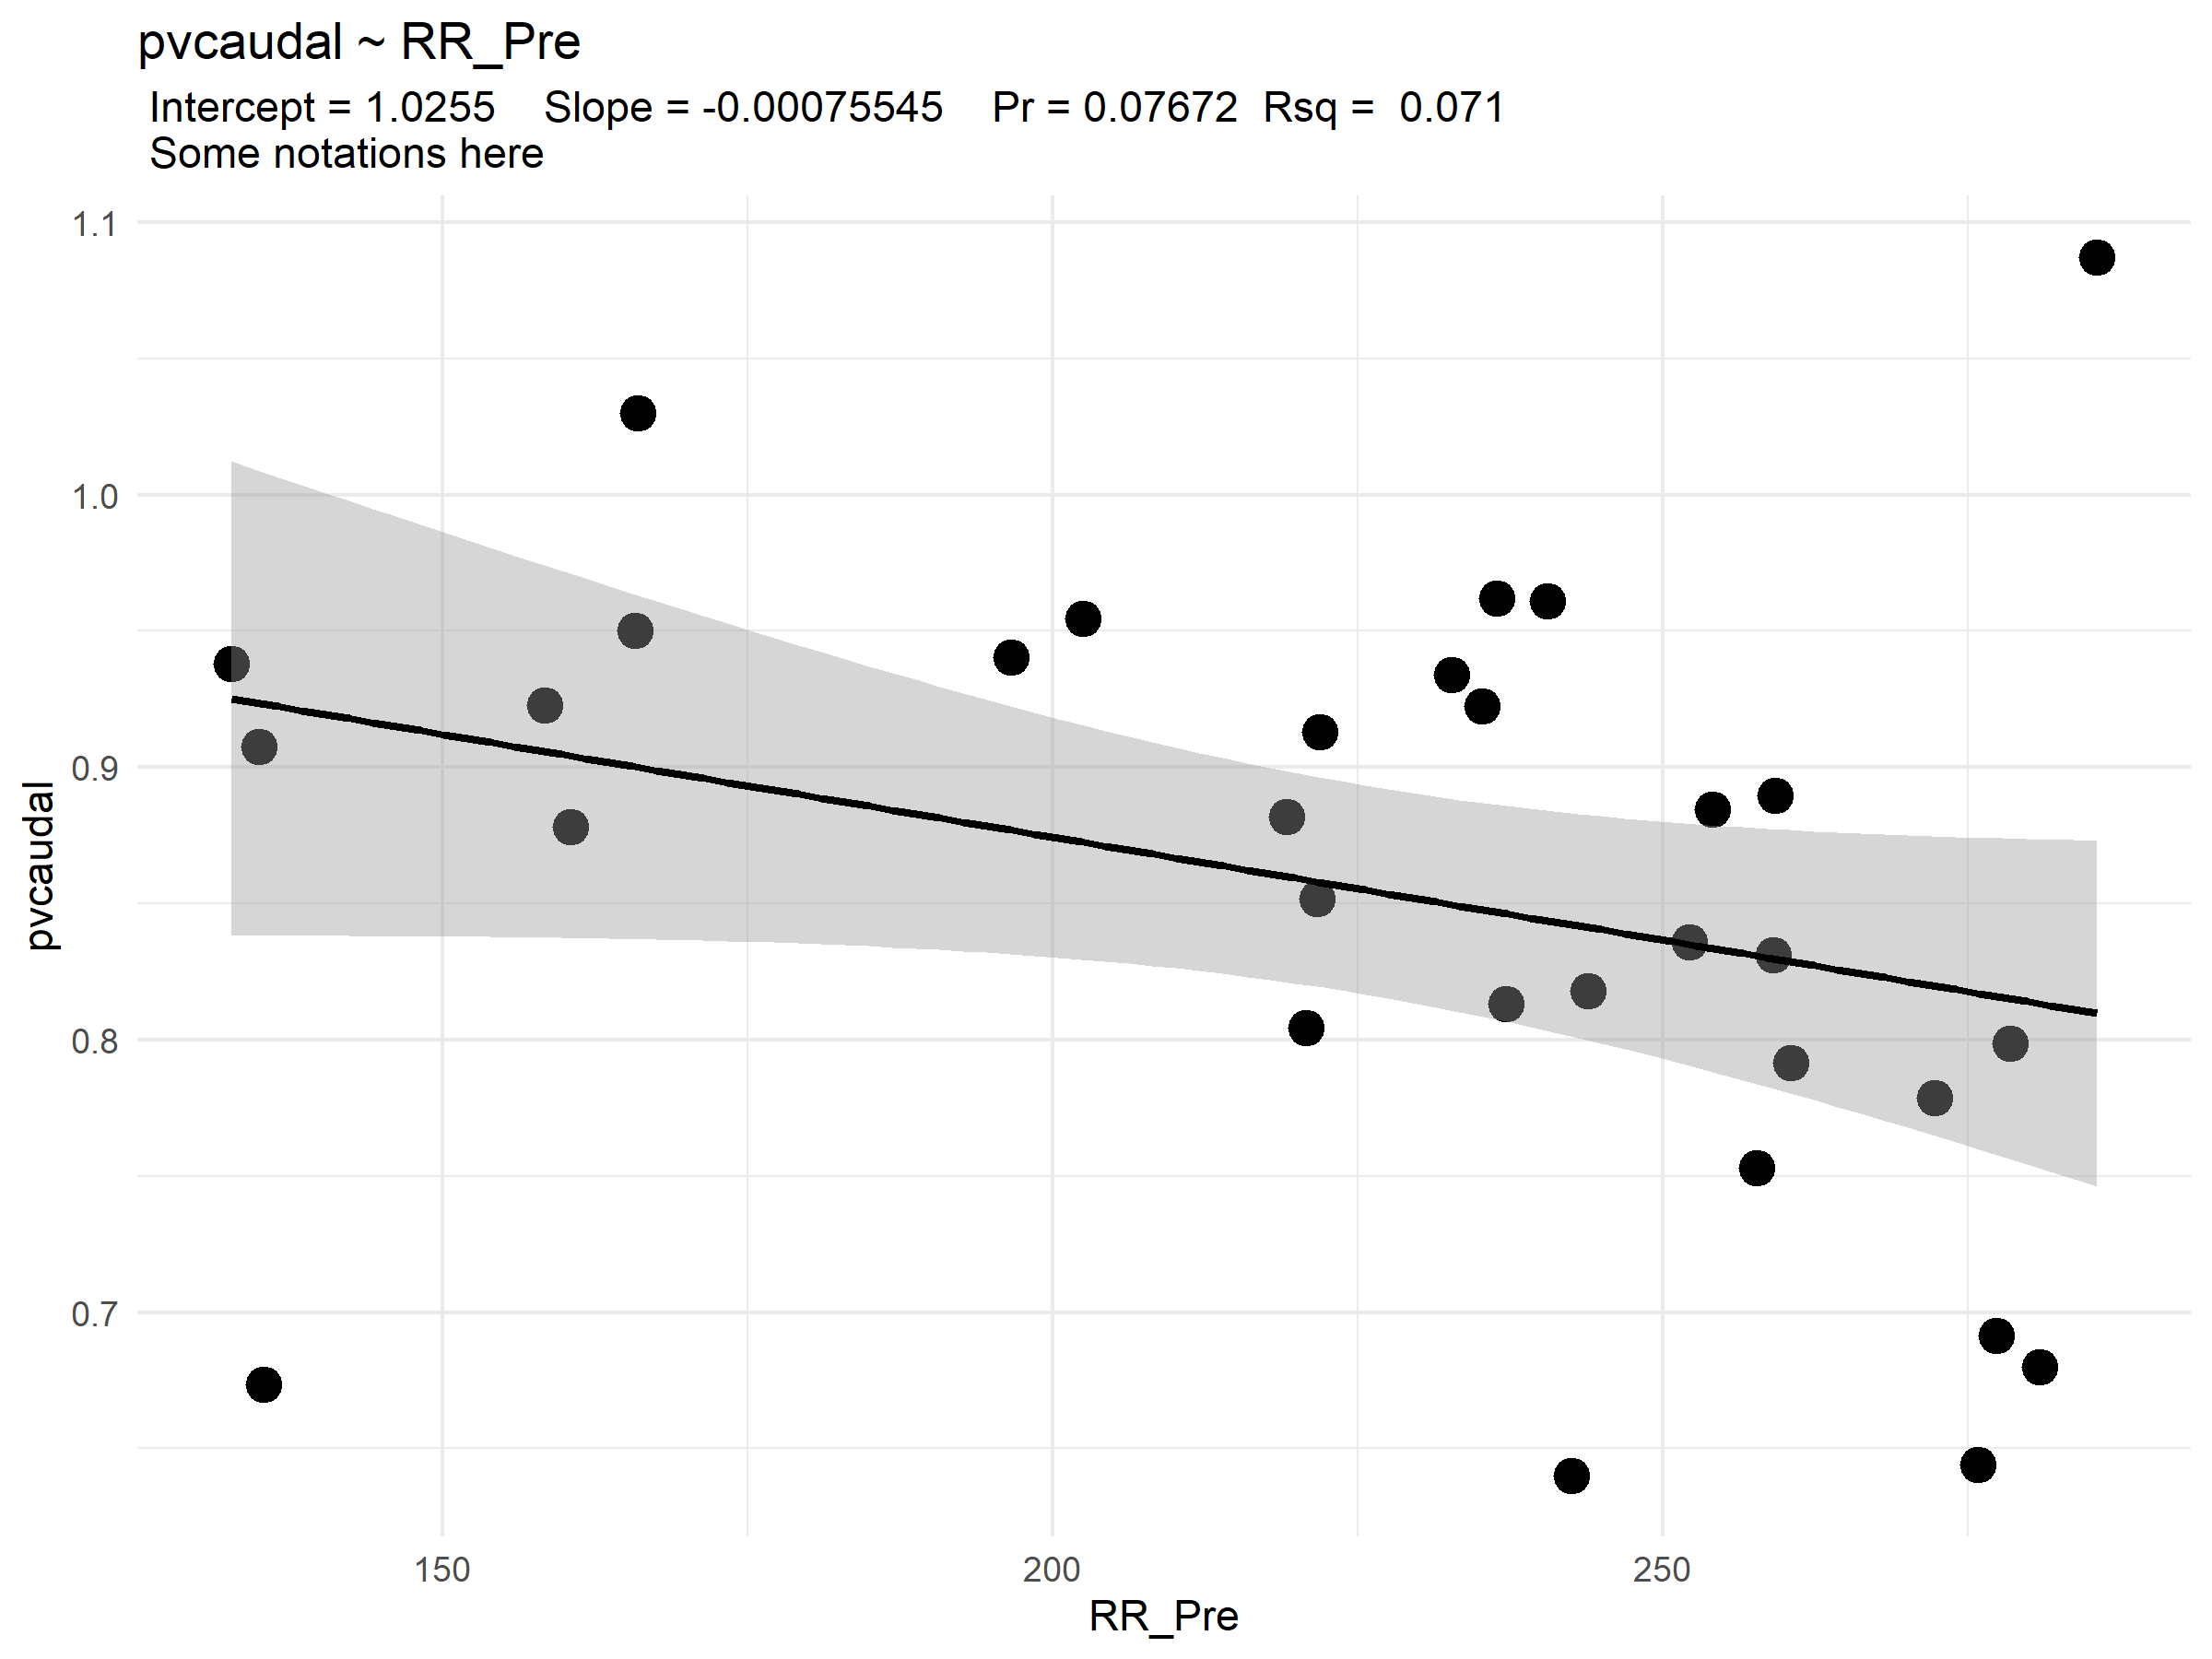 pvcaudal ~ RR_Pre
Intercept = 1.0255 Slope = -0.00075545 Pr = 0.07672 Rsq = 0.071
Some notations here
1.1
1.0
0.9
0.8
0.7
pvcaudal
150 200 250
RR_Pre